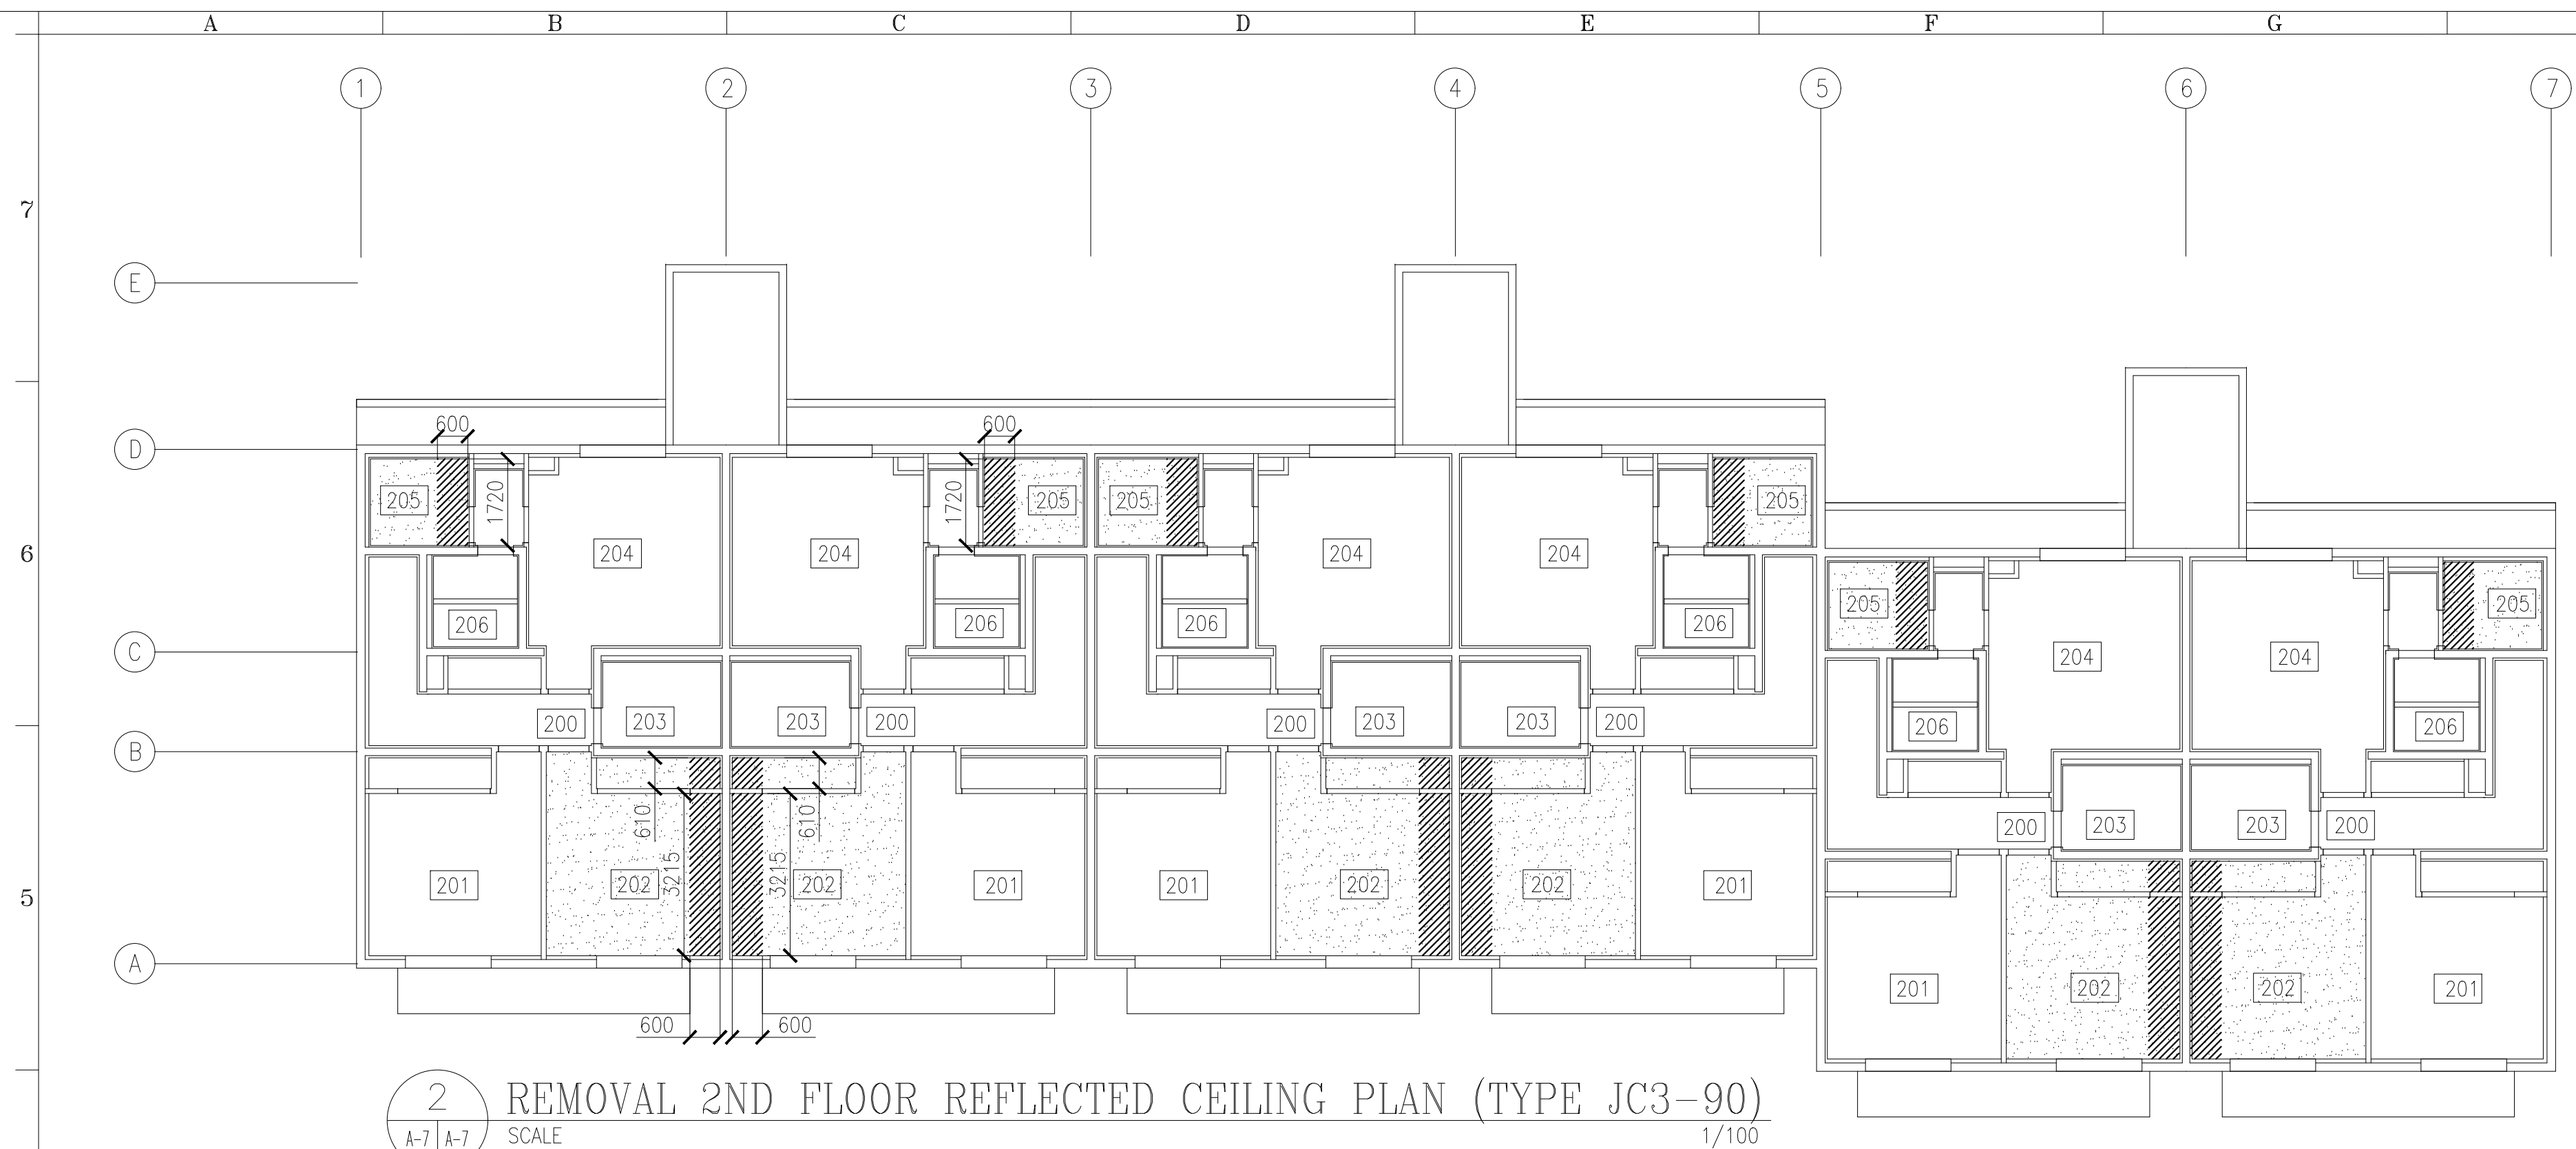 A B C D E F G
1 2 3 4 5 6 7
7
E
D
600 600
205 1720 1720 205 205 205
6
204 204 204 204
205 205
C
206 206 206 206
204 204
B
200 203 203 200 200 203 203 200
206 206
610 610
200 203 203 200
5
3215 3215
201 202 202 201 201 202 202 201
A
201 202 202 201
600 600
2 REMOVAL 2ND FLOOR REFLECTED CEILING PLAN (TYPE JC3-90)
A-7 A-7 SCALE 1/100